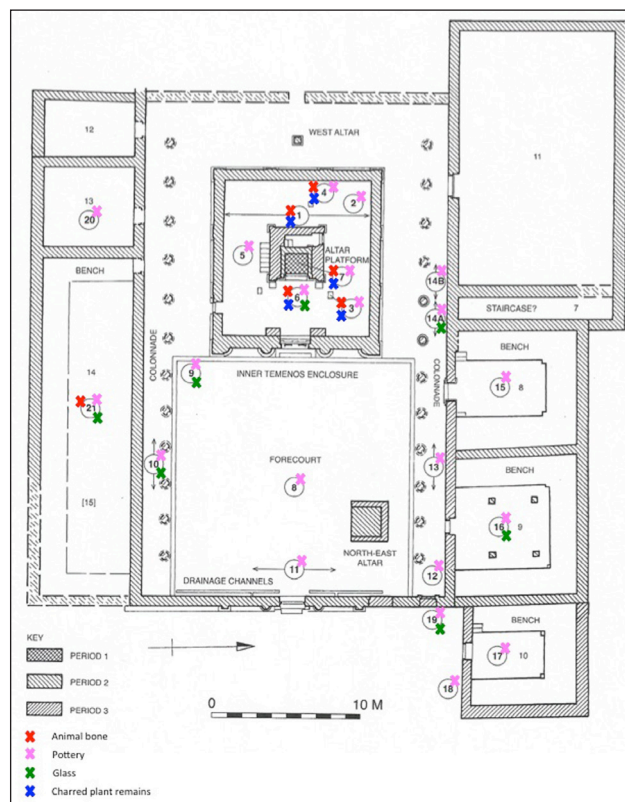 WEST ALTAR
12
11
13
20
4
2
1
BENCH
5
ALTAR
PLATFORM
7
14B
6
3
STAIRCASE? 7
14A
COLONNADE
14
9
INNER TEMENOS ENCLOSURE
COLONNADE
BENCH
15
8
21
10
FORECOURT
13
8
BENCH
16
9
[15]
NORTH-EAST
ALTAR
11
12
DRAINAGE CHANNELS
19
BENCH
17
10
18
KEY
PERIOD 1
PERIOD 2
PERIOD 3
0 10 M
Animal bone
Pottery
Glass
Charred plant remains